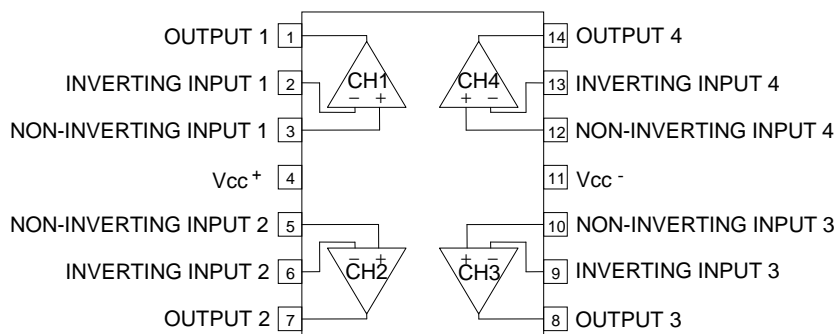 OUTPUT 1 1 14 OUTPUT 4
INVERTING INPUT 1 2 CH1 CH4 13 INVERTING INPUT 4
− + + −
NON-INVERTING INPUT 1 3 12 NON-INVERTING INPUT 4
Vcc+ 4 11 Vcc-
NON-INVERTING INPUT 2 5 10 NON-INVERTING INPUT 3
− + + −
INVERTING INPUT 2 6 CH2 CH3 9 INVERTING INPUT 3
OUTPUT 2 7 8 OUTPUT 3